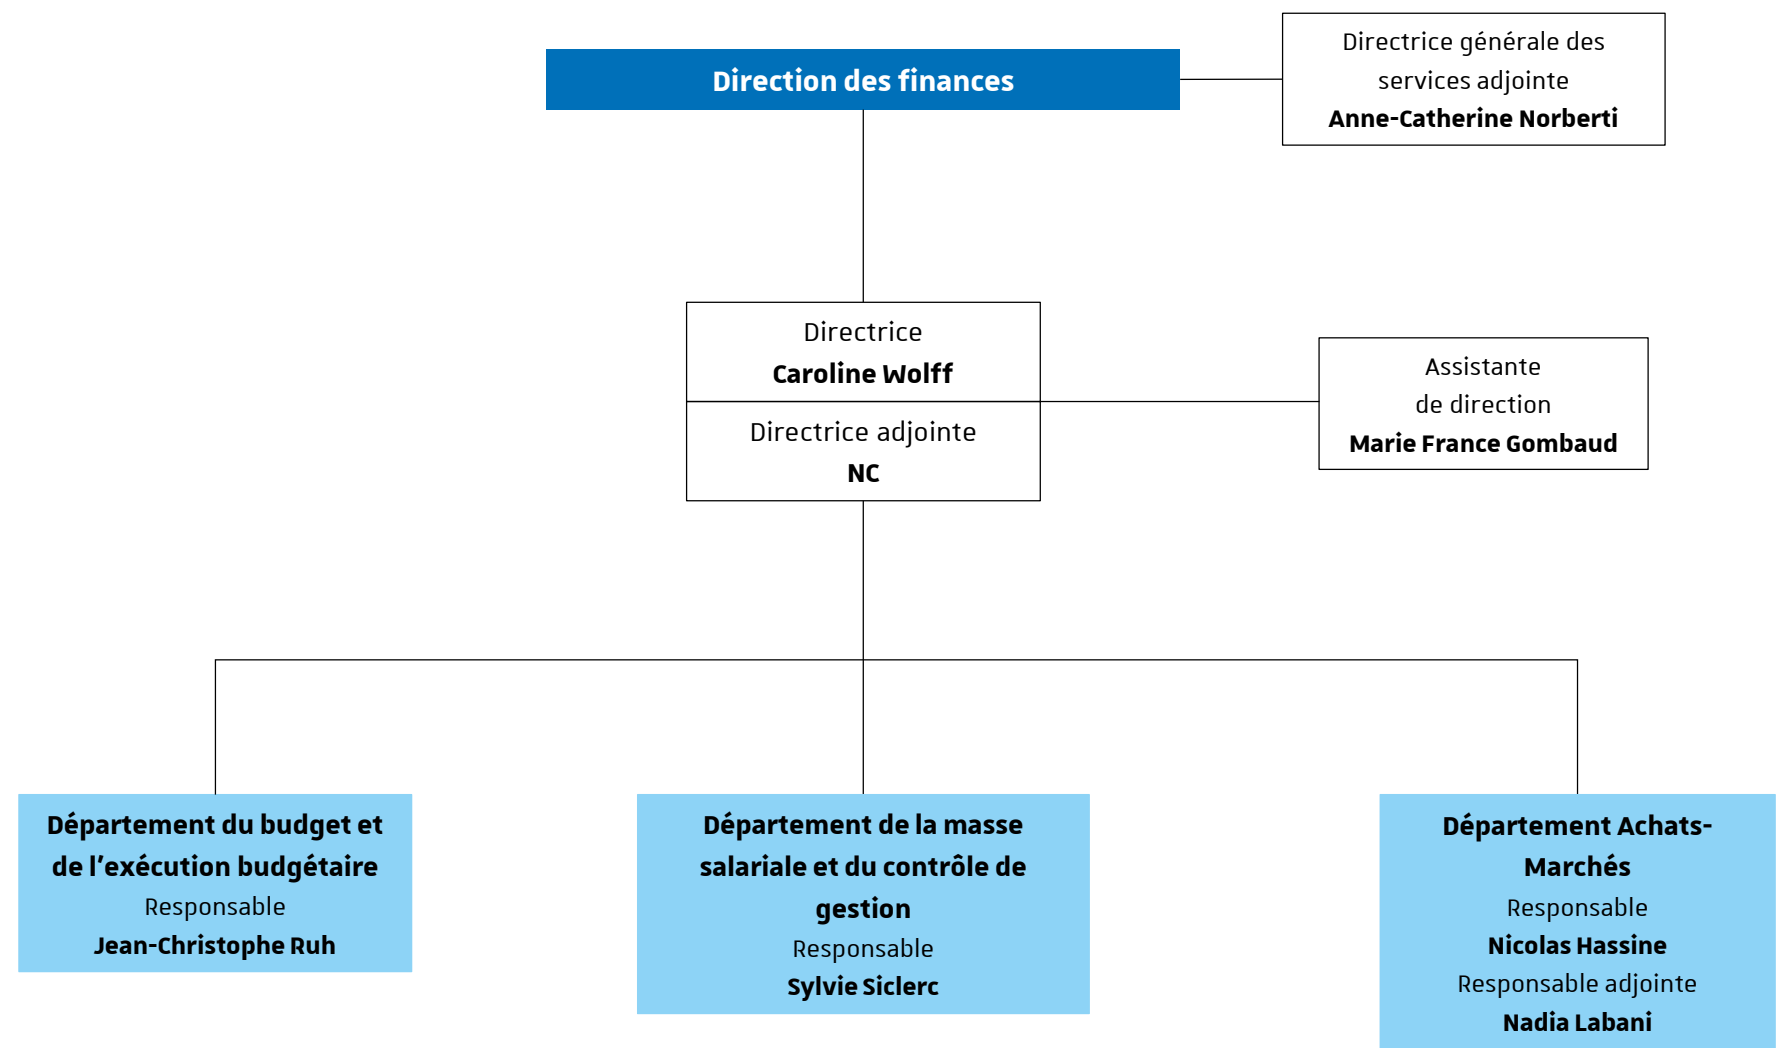 Direction des finances
Directrice générale des
services adjointe
Anne-Catherine Norberti
Directrice
Caroline Wolff
Directrice adjointe
NC
Assistante
de direction
Marie France Gombaud
Département du budget et
de l’exécution budgétaire
Responsable
Jean-Christophe Ruh
Département de la masse
salariale et du contrôle de
gestion
Responsable
Sylvie Siclerc
Département Achats-
Marchés
Responsable
Nicolas Hassine
Responsable adjointe
Nadia Labani